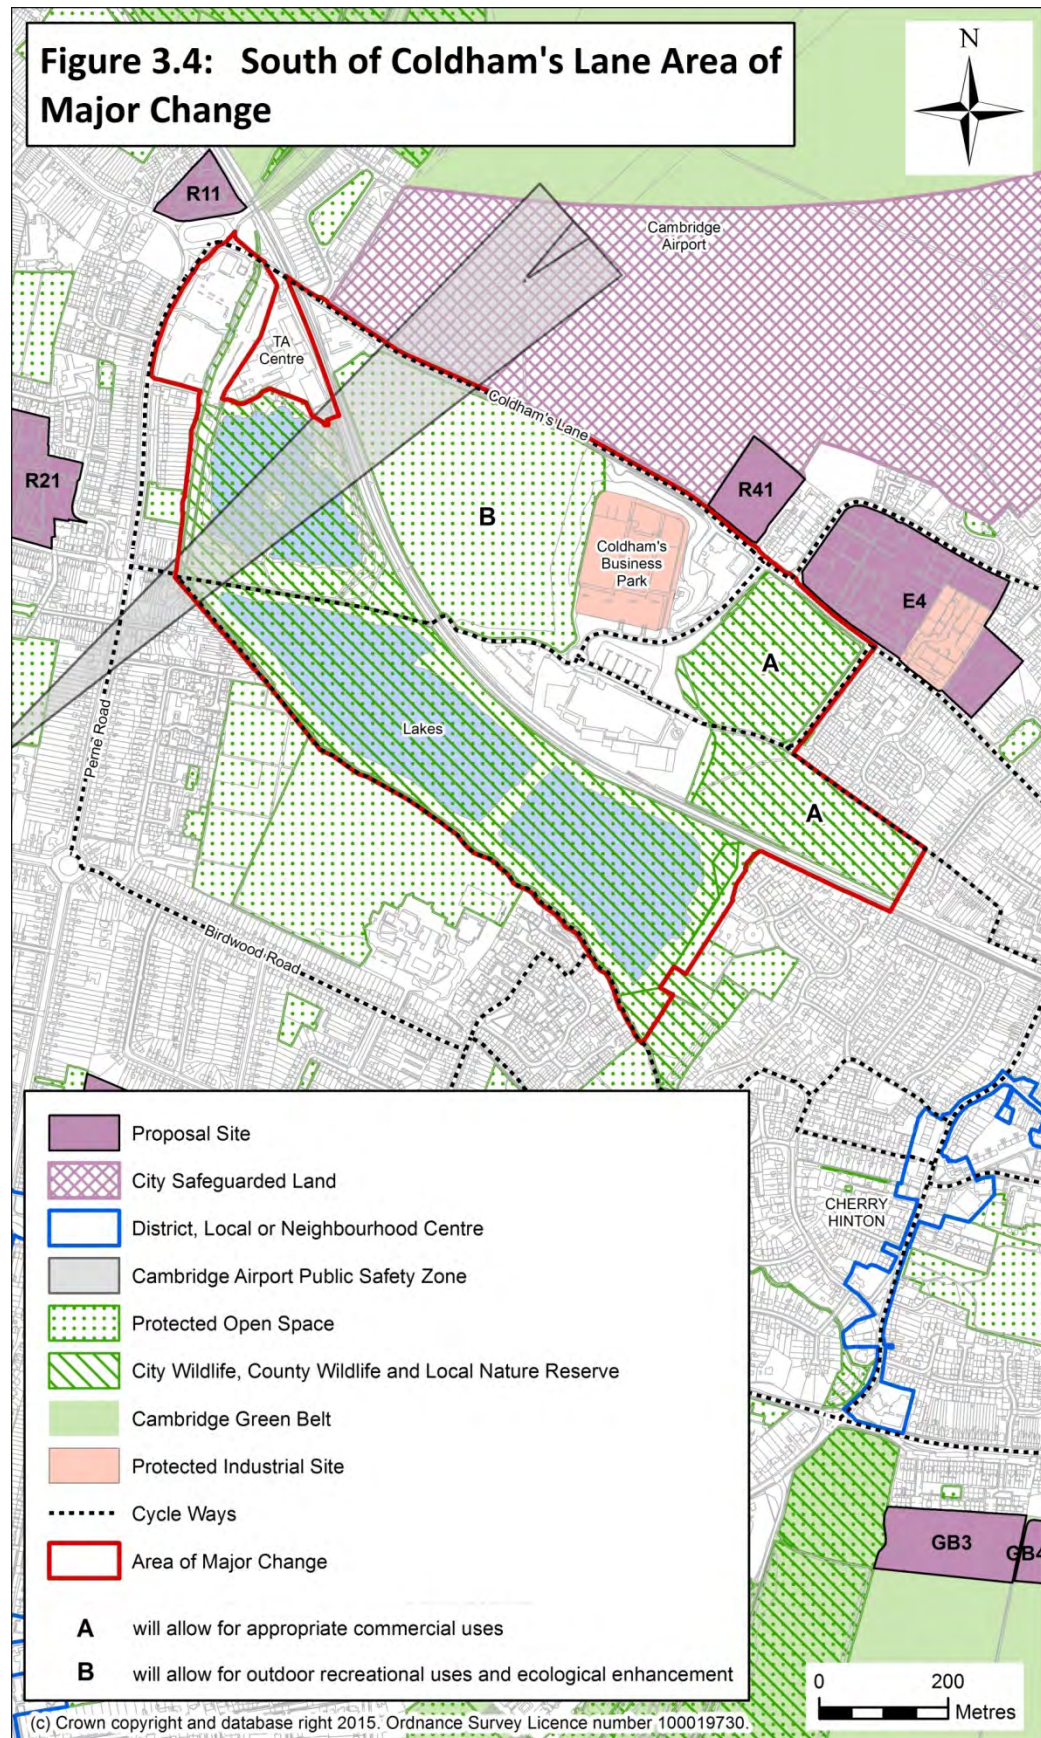 Figure 3.4: South of Coldham's Lane Area of
Major Change
N
R11
Cambridge
Airport
TA
Centre
Coldham's Lane
R21
R41
B
Coldham's
Business
Park
E4
A
Perne Road
Lakes
A
Birdwood Road
Proposal Site
City Safeguarded Land
District, Local or Neighbourhood Centre
Cambridge Airport Public Safety Zone
Protected Open Space
City Wildlife, County Wildlife and Local Nature Reserve
Cambridge Green Belt
Protected Industrial Site
Cycle Ways
Area of Major Change
A will allow for appropriate commercial uses
B will allow for outdoor recreational uses and ecological enhancement
CHERRY
HINTON
GB3
GB4
0 200
Metres
(c) Crown copyright and database right 2015. Ordnance Survey Licence number 100019730.